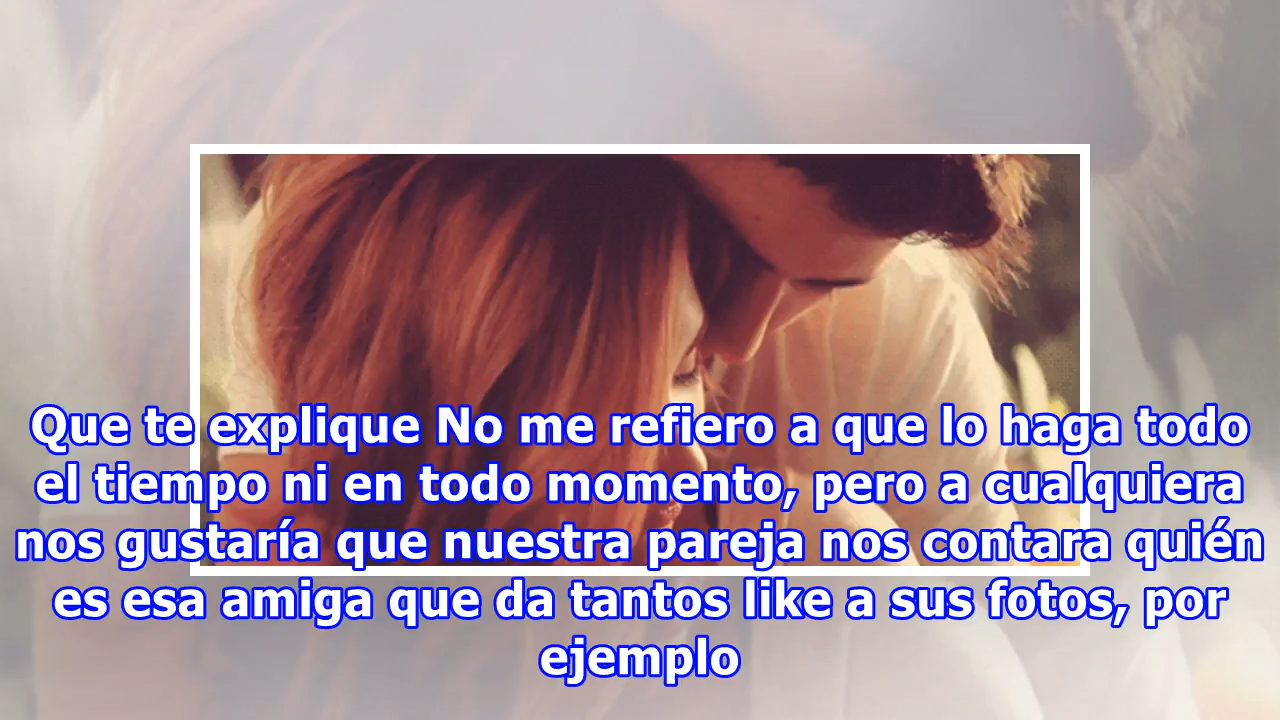 Que te explique No me refiero a que lo haga todo
el tiempo ni en todo momento, pero a cualquiera
nos gustaría que nuestra pareja nos contara quién
es esa amiga que da tantos like a sus fotos, por
ejemplo